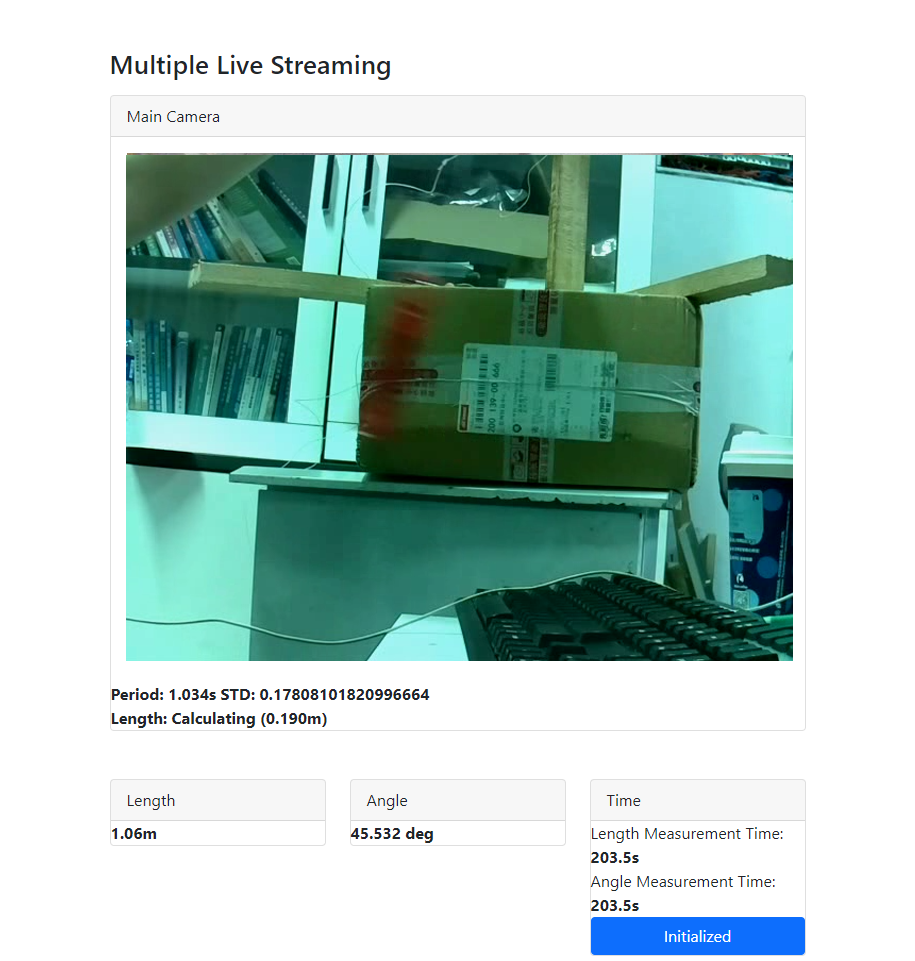 Multiple Live Streaming
Main Camera
Period: 1.034s STD: 0.17808101820996664
Length: Calculating (0.190m)
Length
1.06m
Angle
45.532 deg
Time
Length Measurement Time:
203.5s
Angle Measurement Time:
203.5s
Initialized